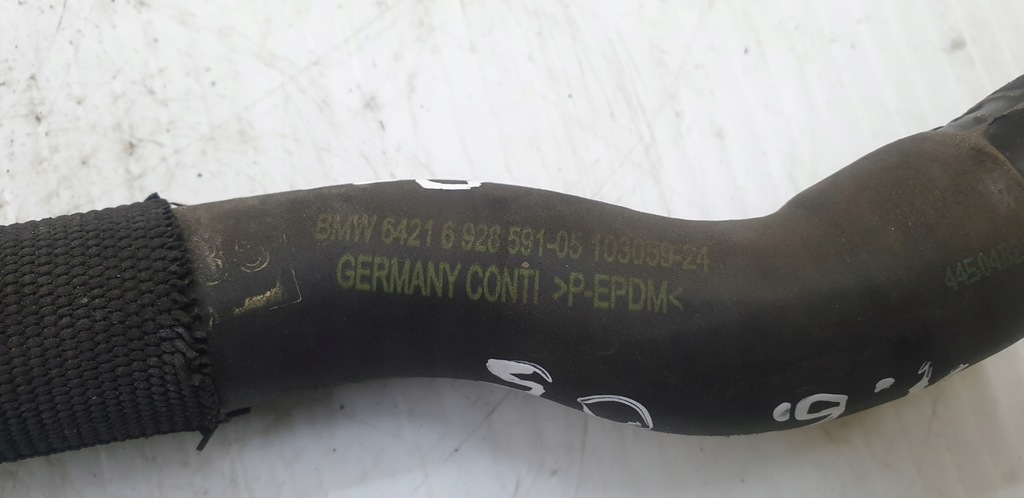 BMW 6421 6 928 591-05 103059-24
GERMANY CONTI >P-EPDM<